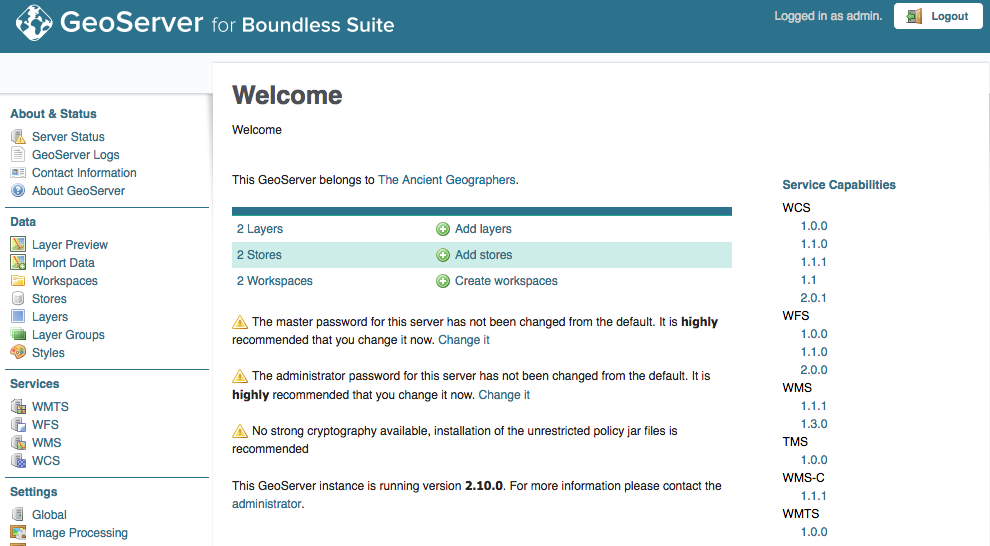 GeoServer for Boundless Suite
Logged in as admin.
Logout
About & Status
Server Status
GeoServer Logs
Contact Information
About GeoServer
Data
Layer Preview
Import Data
Workspaces
Stores
Layers
Layer Groups
Styles
Services
WMTS
WFS
WMS
WCS
Settings
Global
Image Processing
Welcome
Welcome
This GeoServer belongs to The Ancient Geographers.
2 Layers Add layers
2 Stores Add stores
2 Workspaces Create workspaces
The master password for this server has not been changed from the default. It is highly
recommended that you change it now. Change it
The administrator password for this server has not been changed from the default. It is
highly recommended that you change it now. Change it
No strong cryptography available, installation of the unrestricted policy jar files is
recommended
This GeoServer instance is running version 2.10.0. For more information please contact the
administrator.
Service Capabilities
WCS
1.0.0
1.1.0
1.1.1
1.1
2.0.1
WFS
1.0.0
1.1.0
2.0.0
WMS
1.1.1
1.3.0
TMS
1.0.0
WMS-C
1.1.1
WMTS
1.0.0